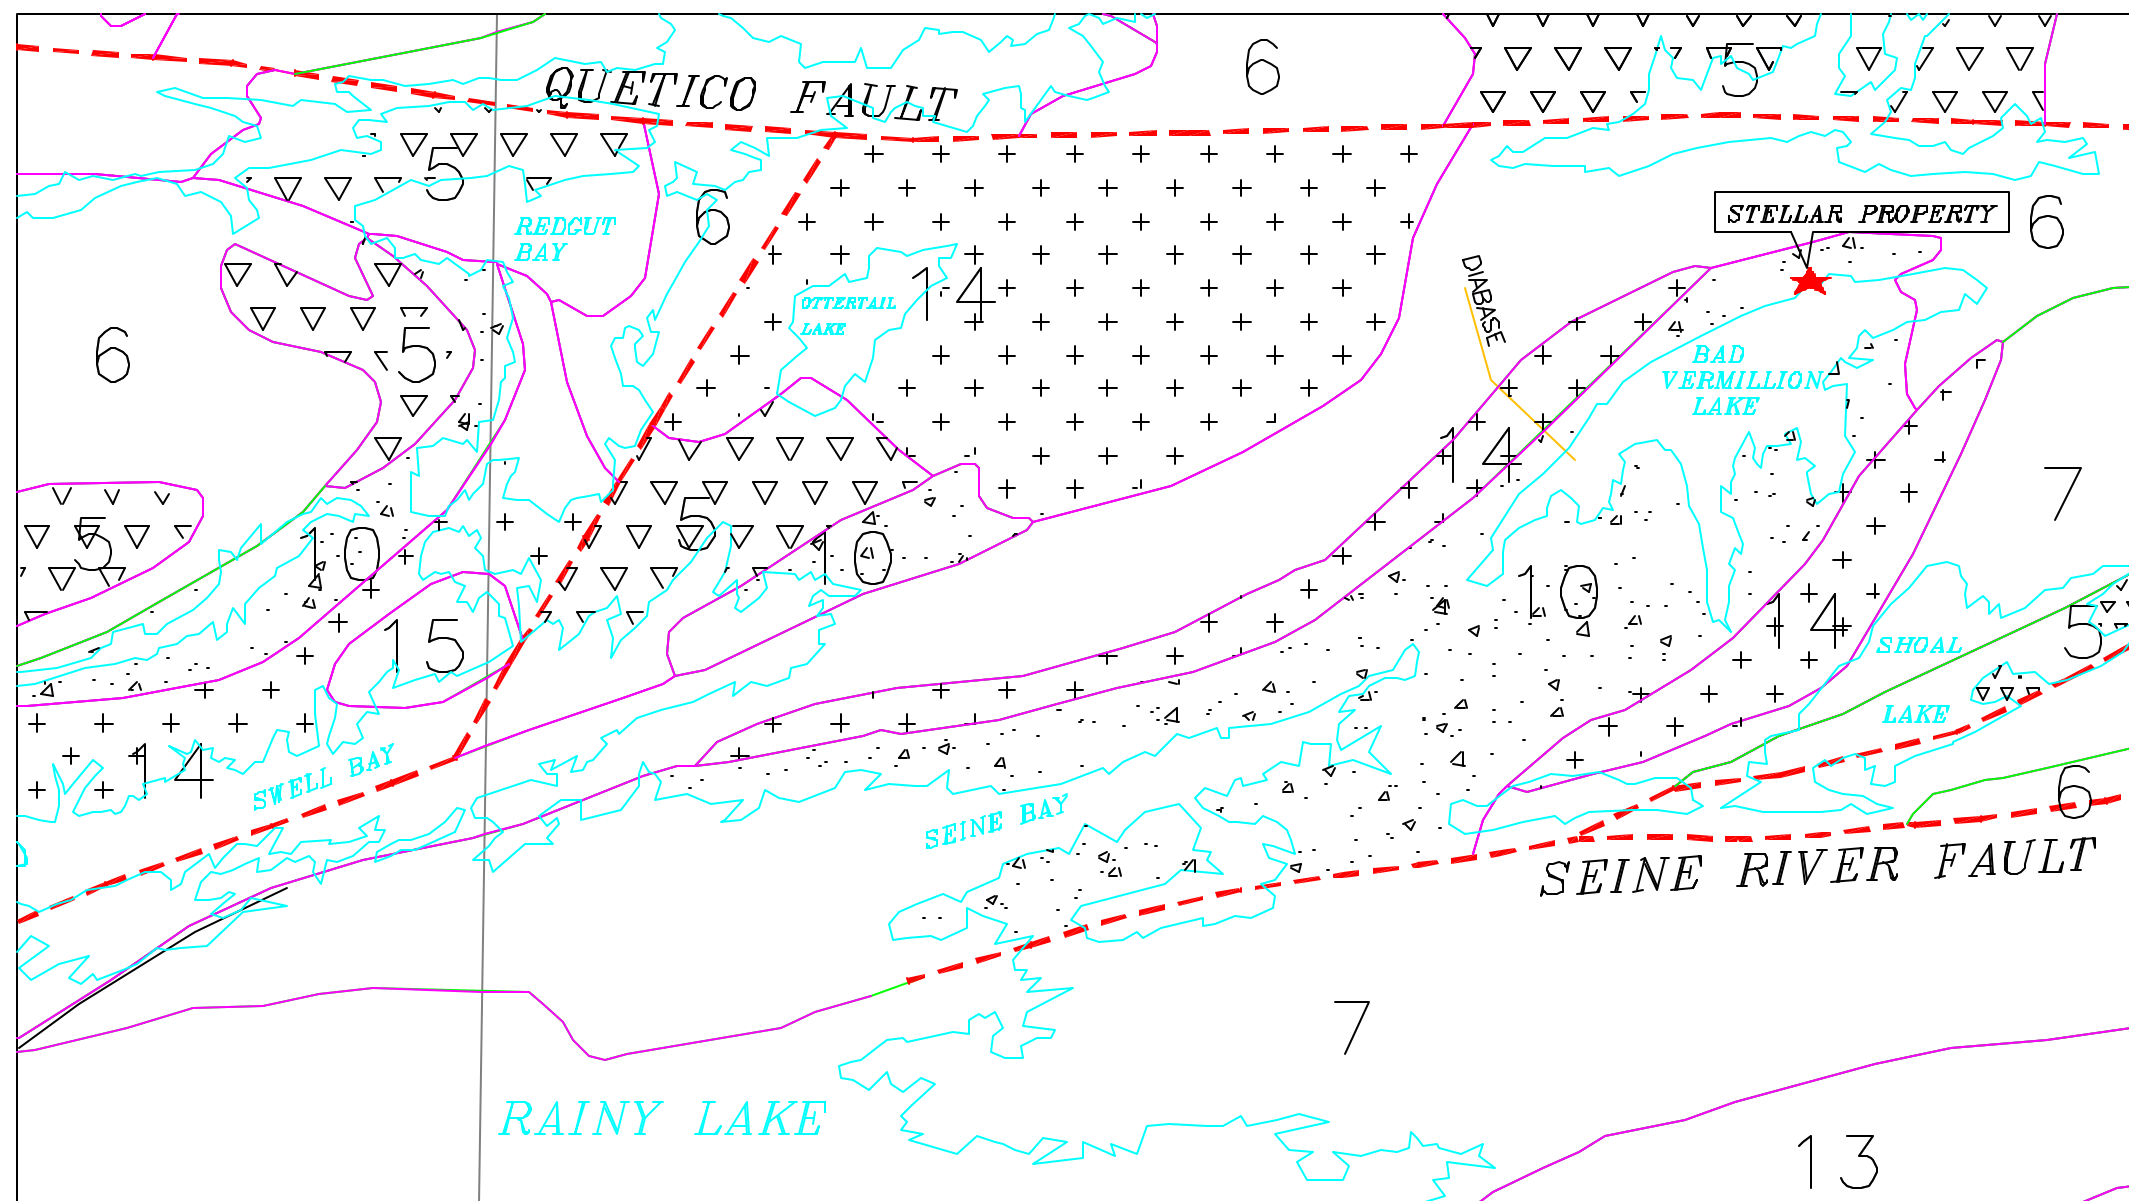 6
5
QUETICO FAULT
5
STELLAR PROPERTY
6
6
REDGUT
BAY
DIABASE
14
OTTERTAIL
LAKE
6
5
BAD
VERMILLION
LAKE
14
7
5
10
5
10
10
14
5
15
SHOAL
LAKE
14
SWELL BAY
6
SEINE BAY
SEINE RIVER FAULT
7
RAINY LAKE
13